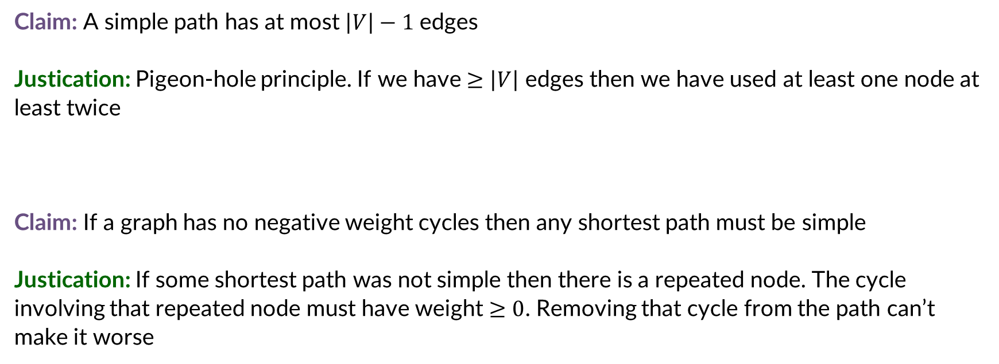 Claim: A simple path has at most |V| − 1 edges
Justication: Pigeon-hole principle. If we have ≥ |V| edges then we have used at least one node at
least twice
Claim: If a graph has no negative weight cycles then any shortest path must be simple
Justication: If some shortest path was not simple then there is a repeated node. The cycle
involving that repeated node must have weight ≥ 0. Removing that cycle from the path can’t
make it worse